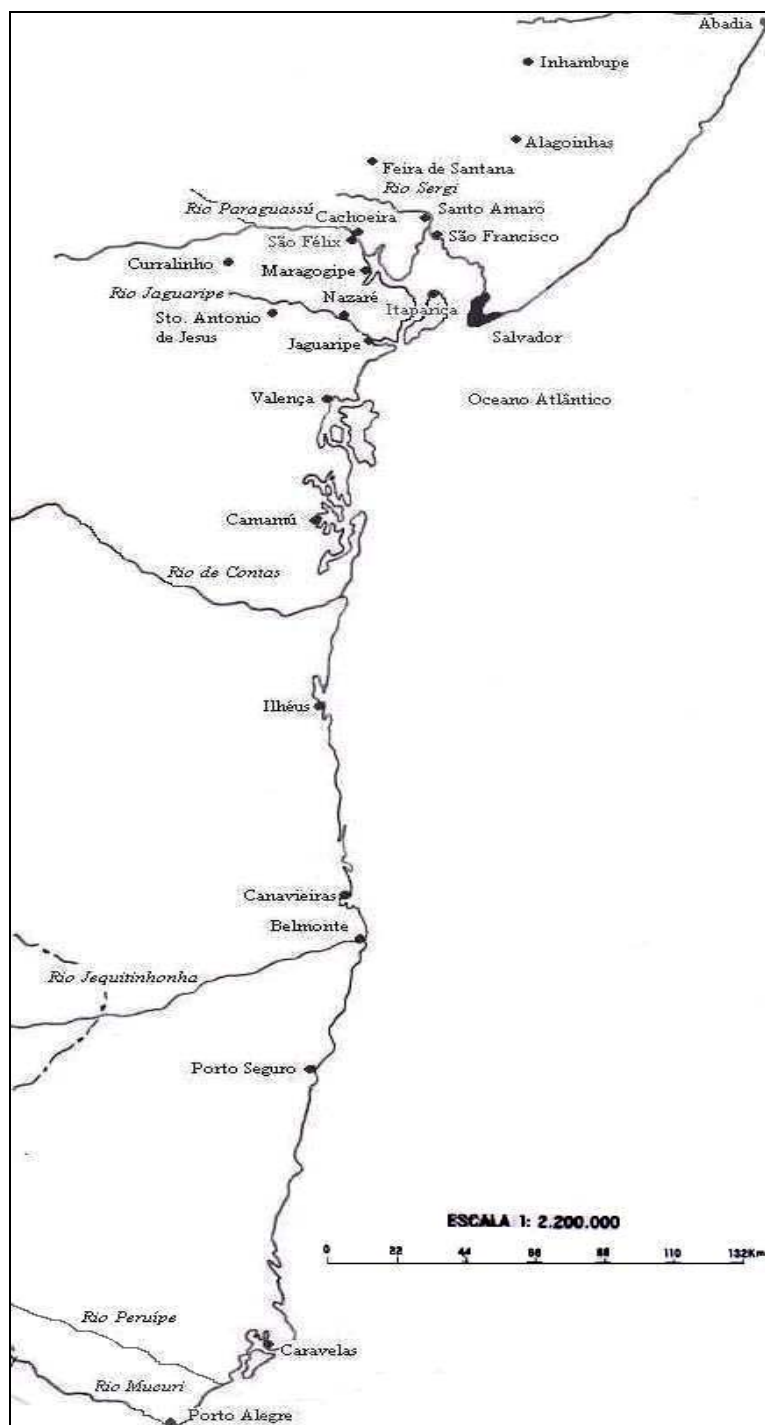 Abadia
Inhambupe
Alagoinhas
Feira de Santana
Rio Sergi
Rio Paraguassú
Santo Amaro
Cachoeira
São Francisco
São Félix
Curralinho
Maragogipe
Rio Jaguaripe
Nazaré
Itapariça
Sto. Antonio
de Jesus
Salvador
Jaguaripe
Valença
Oceano Atlântico
Camamú
Rio de Contas
Ilhéus
Canavieiras
Belmonte
Rio Jequitinhonha
Porto Seguro
ESCALA 1: 2.200.000
0 22 44 66 88 110 132Km
Rio Peruípe
Caravelas
Rio Mucuri
Porto Alegre